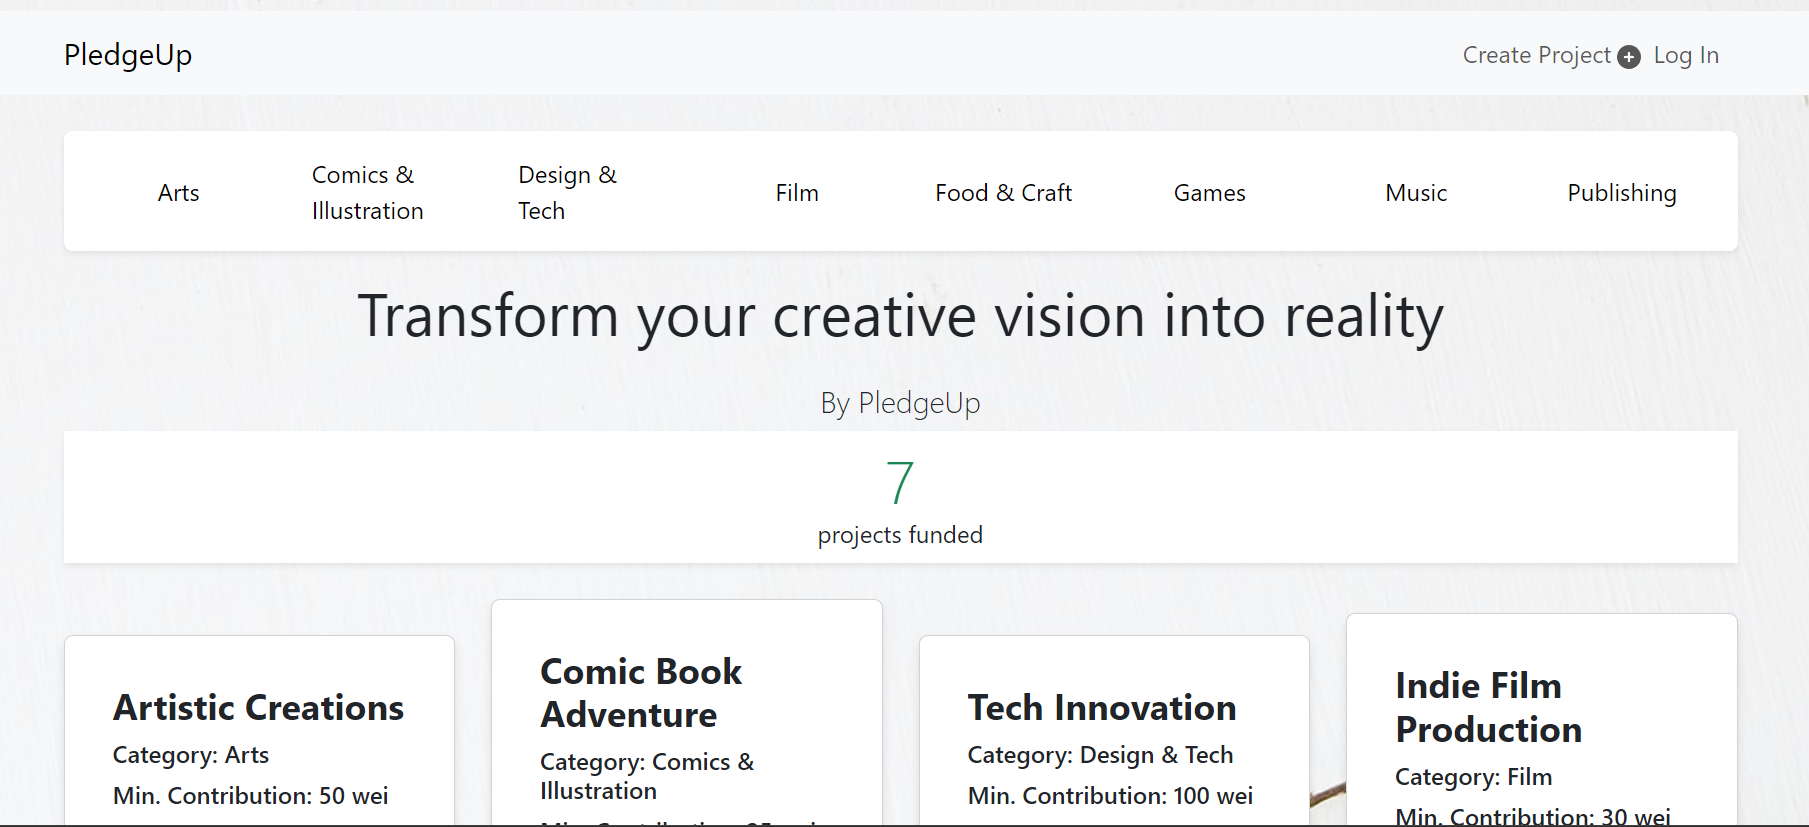 PledgeUp
Create Project + Log In
Arts
Comics &
Illustration
Design &
Tech
Film
Food & Craft
Games
Music
Publishing
Transform your creative vision into reality
By PledgeUp
7
projects funded
Artistic Creations
Category: Arts
Min. Contribution: 50 wei
Comic Book
Adventure
Category: Comics &
Illustration
Tech Innovation
Category: Design & Tech
Min. Contribution: 100 wei
Indie Film
Production
Category: Film
Min. Contribution: 30 wei